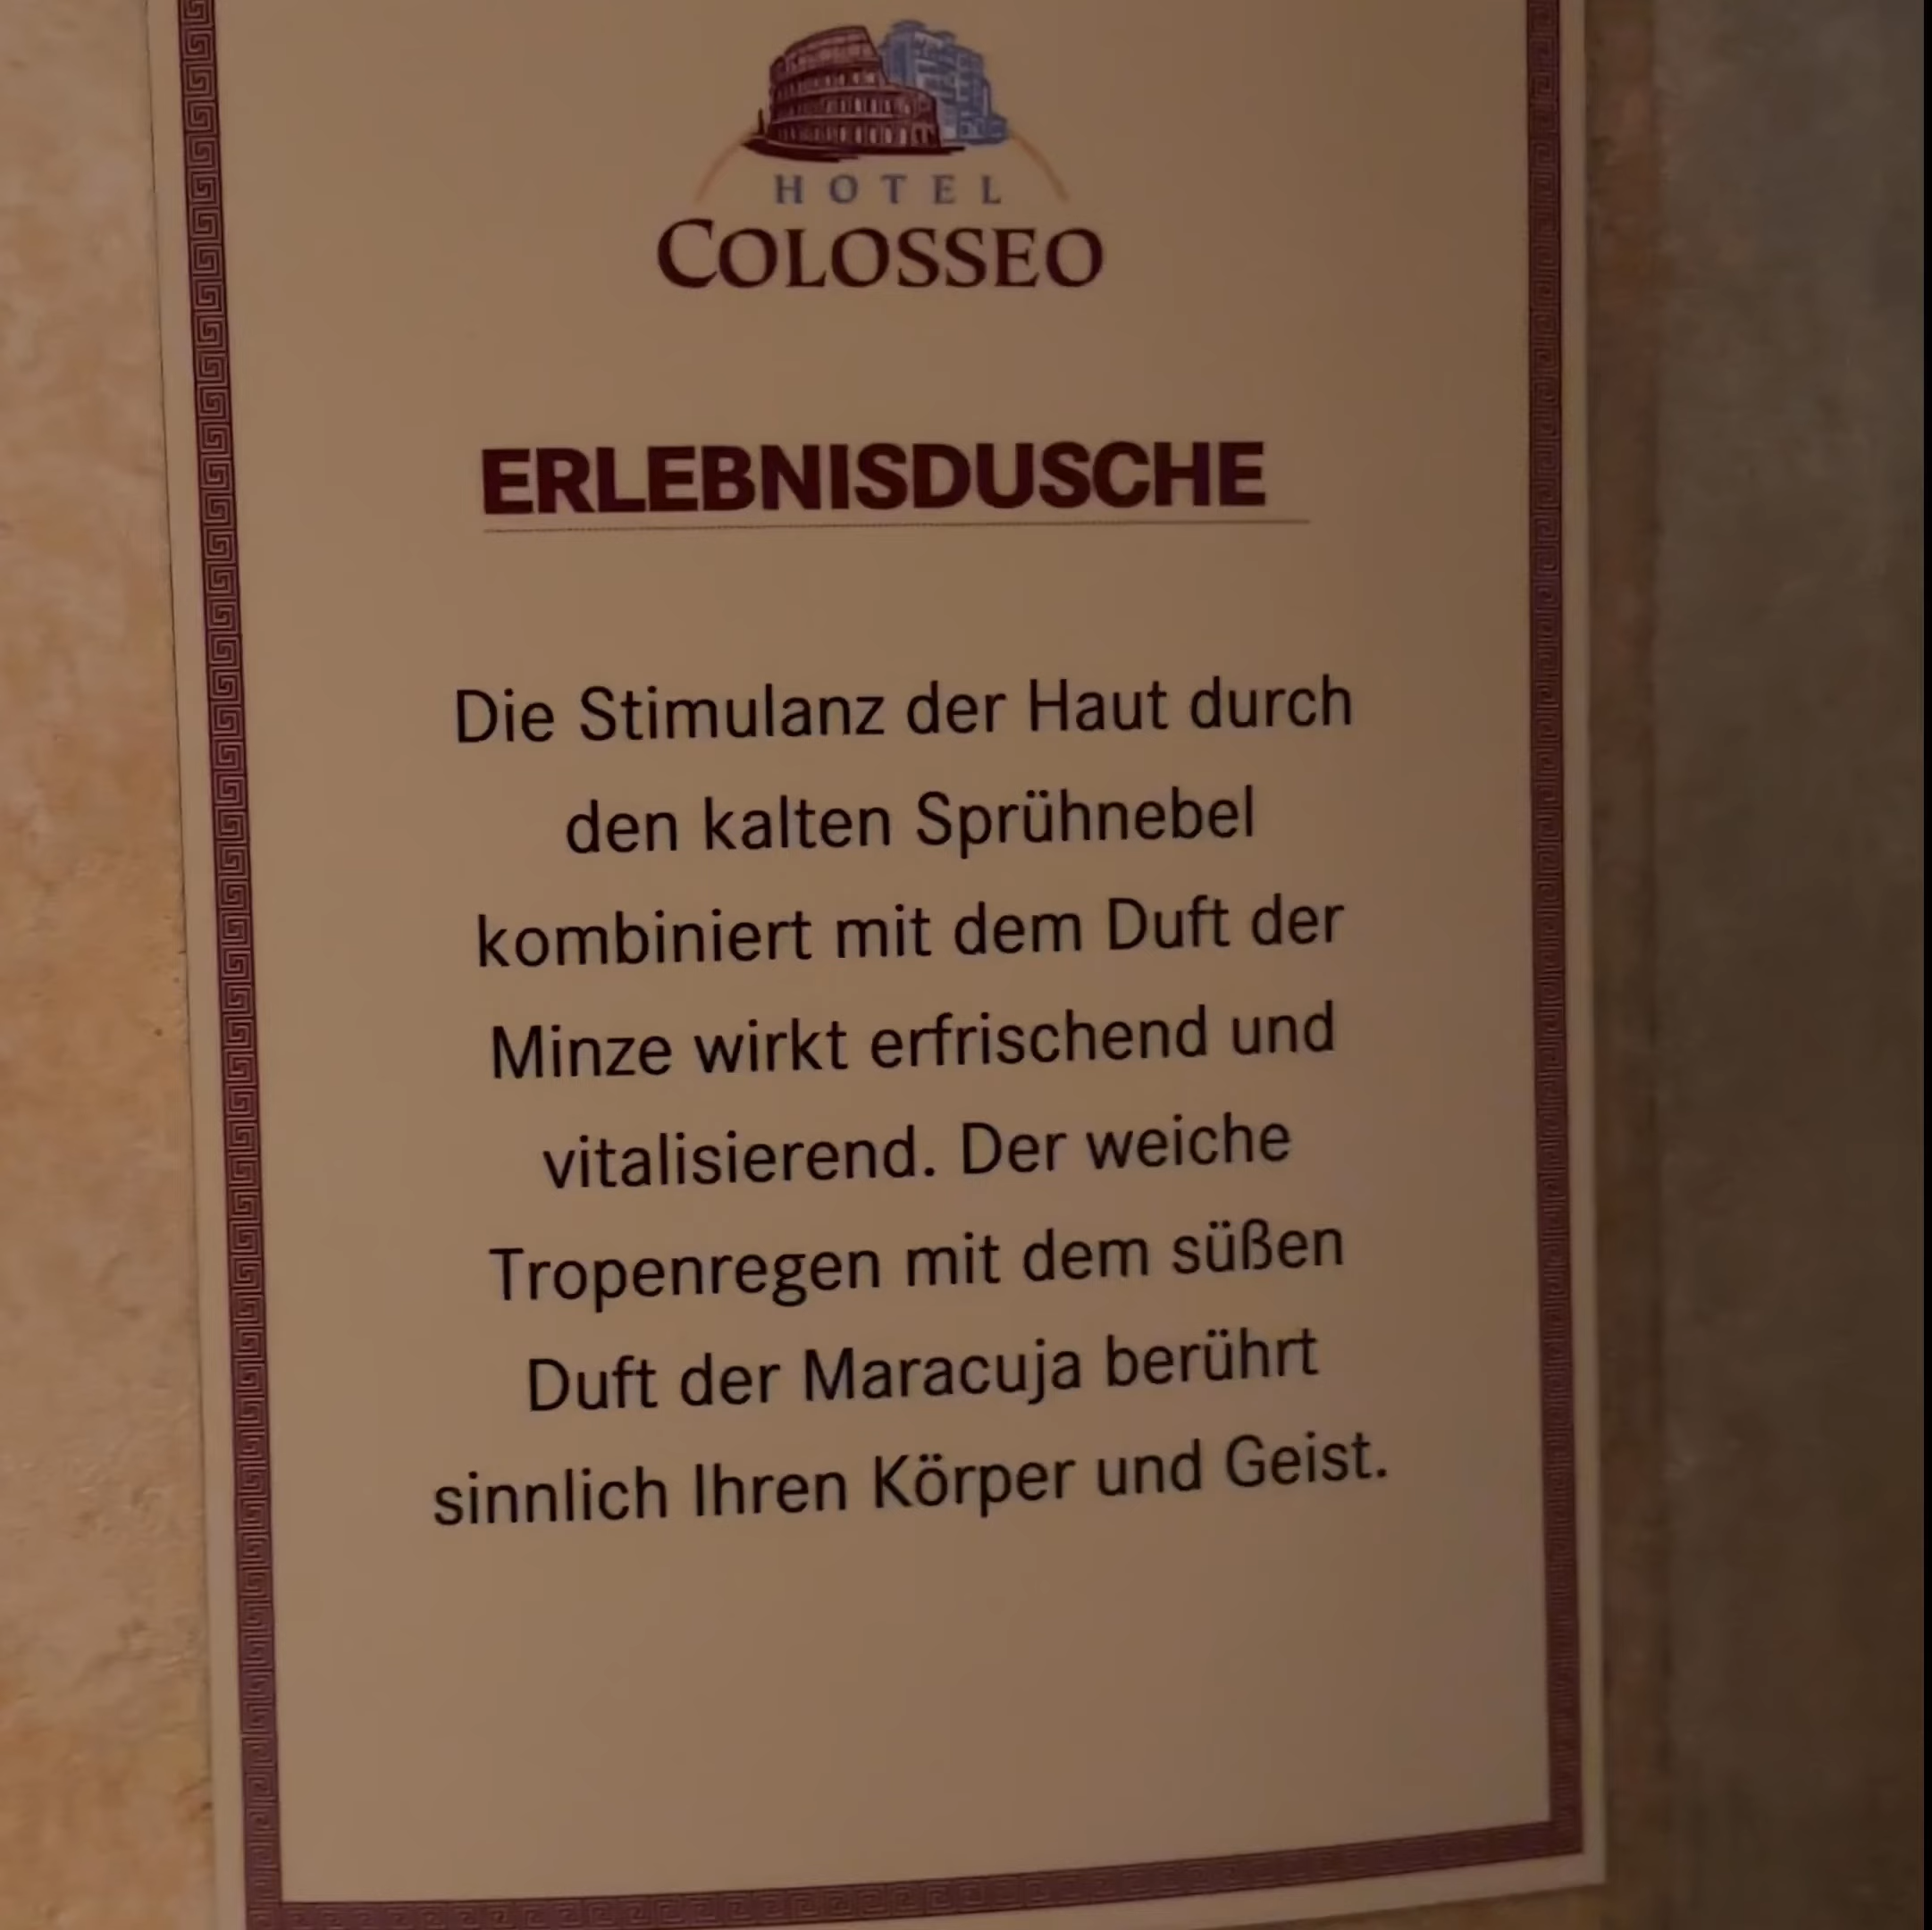 HOTEL
COLOSSEO
ERLEBNISDUSCHE
Die Stimulanz der Haut durch
den kalten Sprühnebel
kombiniert mit dem Duft der
Minze wirkt erfrischend und
vitalisierend. Der weiche
Tropenregen mit dem süßen
Duft der Maracuja berührt
sinnlich Ihren Körper und Geist.